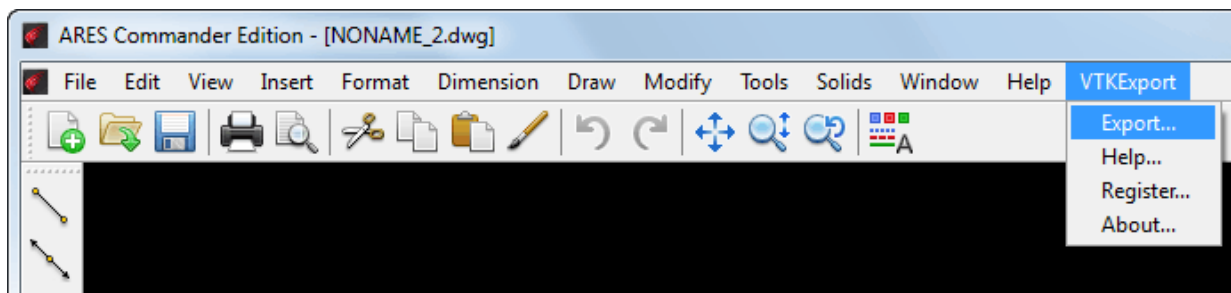 ARES Commander Edition - [NONAME_2.dwg]
File Edit View Insert Format Dimension Draw Modify Tools Solids Window Help VTKExport
A
Export...
Help...
Register...
About...